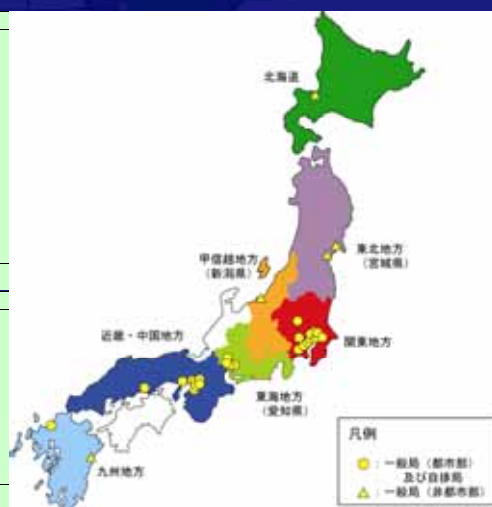 北海道
東北地方
（宮城県）
甲信越地方
（新潟県）
関東地方
近畿・中国地方
東海地方
（愛知県）
九州地方
凡例
：一般局（都市部）
及び自排局
：一般局（非都市部）